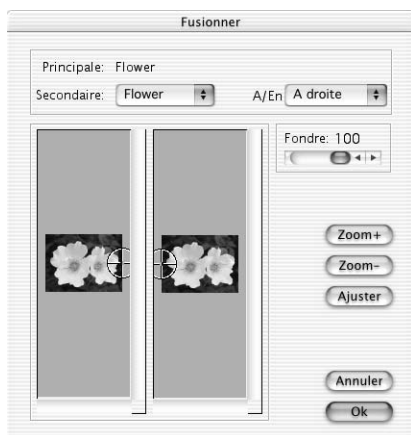 Fusionner
Principale: Flower
Secondaire: Flower A/En A droite
Fondre: 100
Zoom+
Zoom-
Ajuster
Annuler
Ok